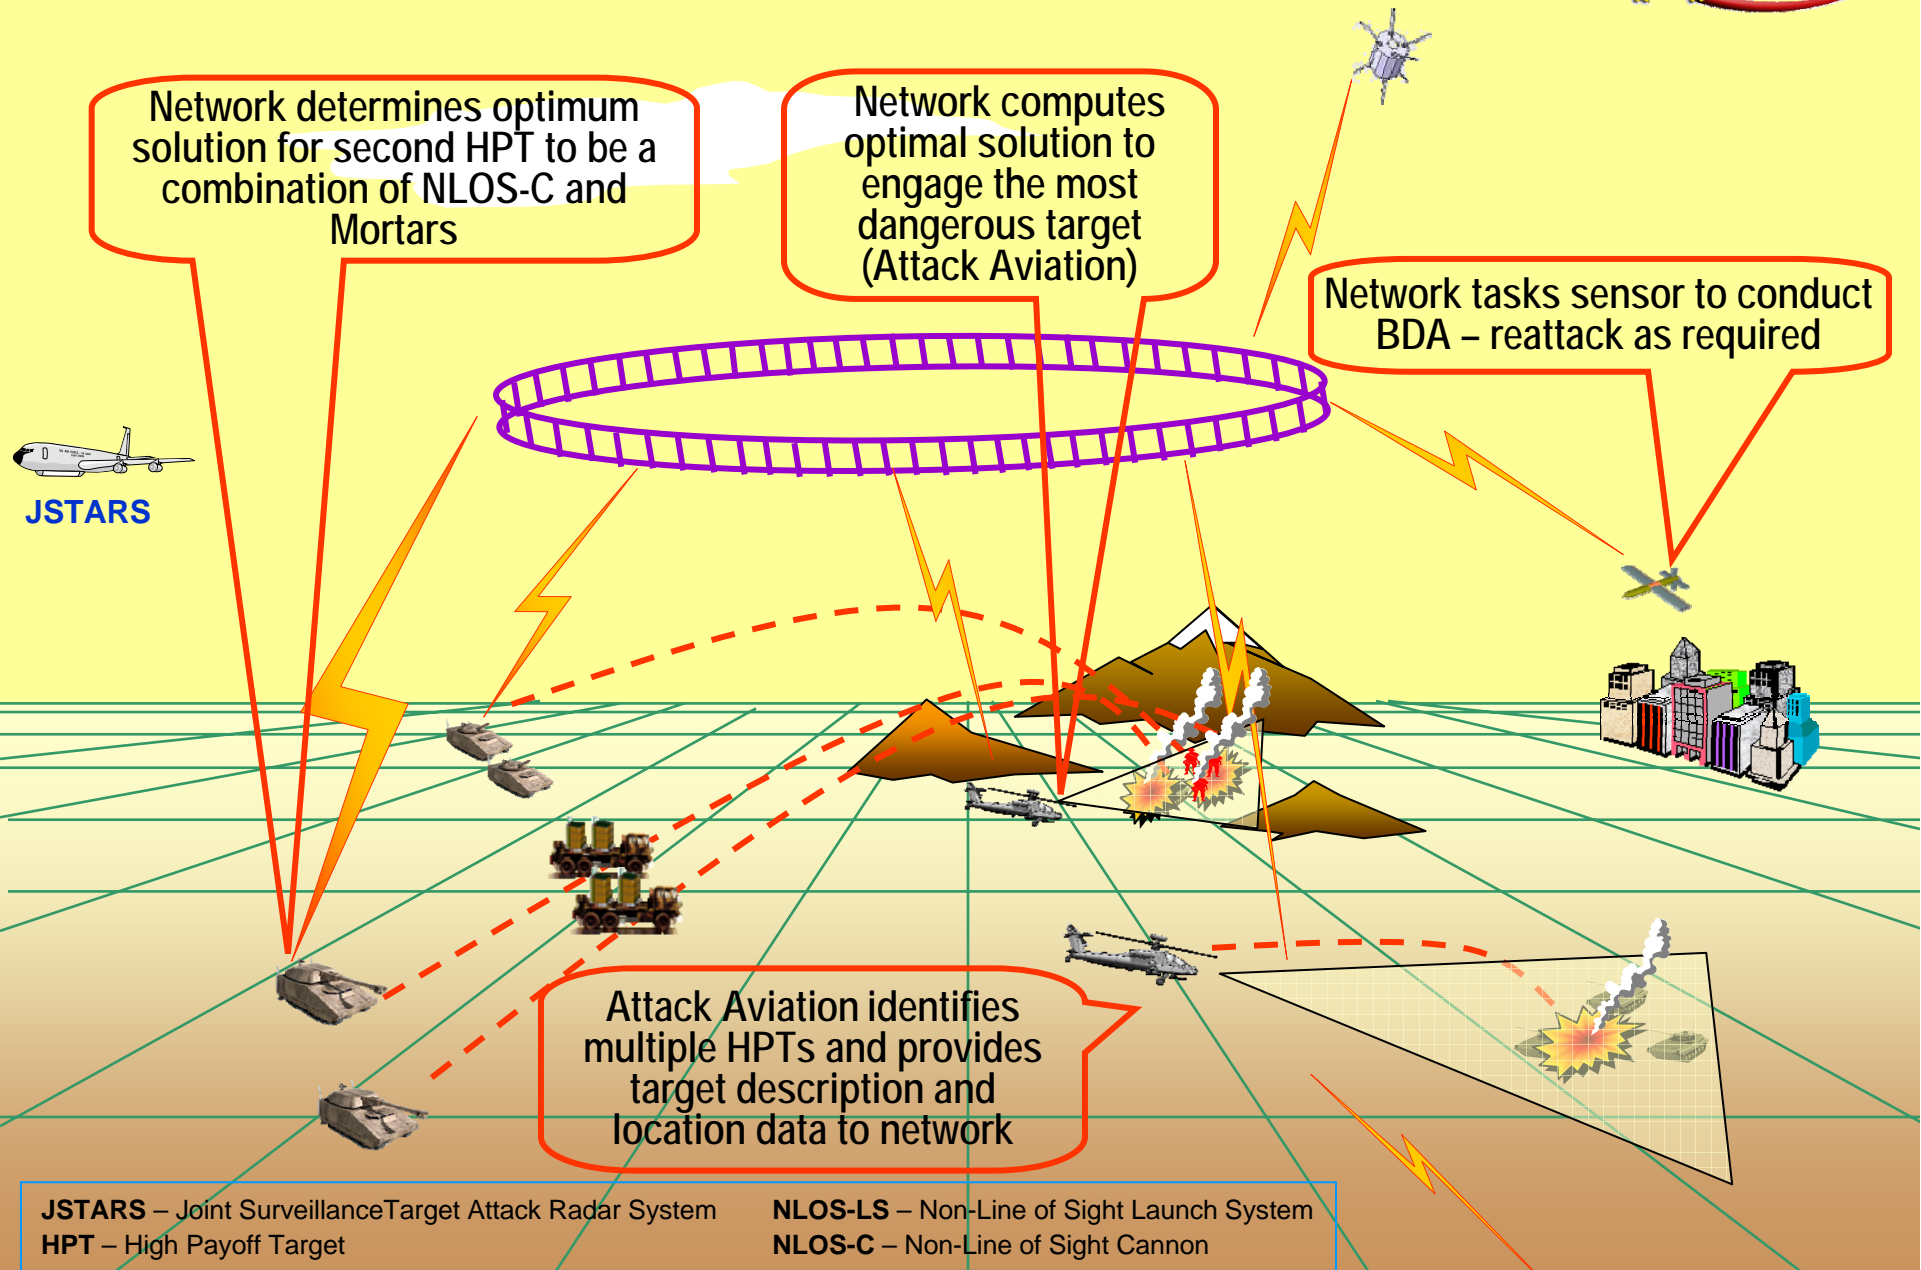 Network determines optimum
solution for second HPT to be a
combination of NLOS-C and
Mortars
Network computes
optimal solution to
engage the most
dangerous target
(Attack Aviation)
Network tasks sensor to conduct
BDA – reattack as required
JSTARS
Attack Aviation identifies
multiple HPTs and provides
target description and
location data to network
JSTARS – Joint SurveillanceTarget Attack Radar System
HPT – High Payoff Target
NLOS-LS – Non-Line of Sight Launch System
NLOS-C – Non-Line of Sight Cannon